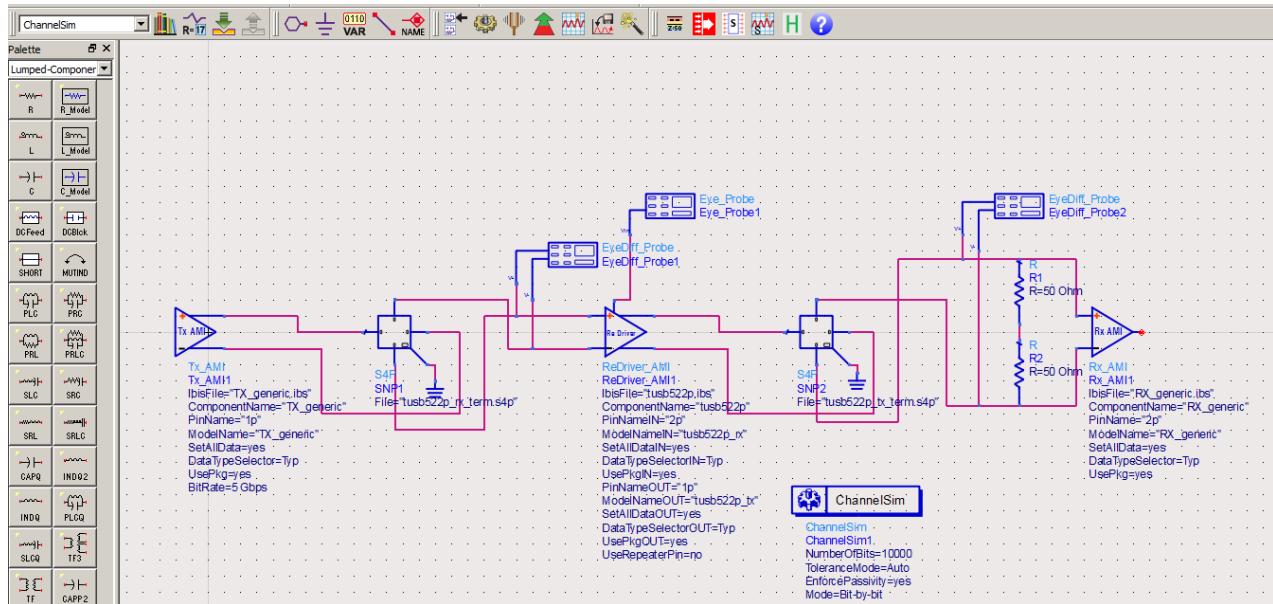 ChannelSim
R=17
0110
VAR
NAME
Z:50
S
S
H
?
Palette
Lumped-Componer
R
R_Model
L
L_Model
C
C_Model
DCFeed
DCBlok
SHORT
MUTIND
PLC
PRC
PRL
PRLC
SLC
SRC
SRL
SRLC
CAPQ
INDQ2
INDQ
PLCQ
SLCQ
TF3
TF
CAPP2
Eye_Probe
Eye_Probe1
EyeDiff_Probe
EyeDiff_Probe1
EyeDiff_Probe
EyeDiff_Probe2
Tx AMI
Tx_AMI
Tx_AMI1
IbisFile="TX_generic.ibs"
ComponentName="TX_generic"
PinName="1p"
ModelName="TX_generic"
SetAllData=yes
DataTypeSelector=Typ
UsePkg=yes
BitRate=5 Gbps
S4P
SNP1
File="tusb522p_rx_term.s4p"
Re Driver
ReDriver_AMI
ReDriver_AMI1
IbisFile="tusb522p.ibs"
ComponentName="tusb522p"
PinNameIN="2p"
ModelNameIN="tusb522p_rx"
SetAllDataIN=yes
DataTypeSelectorIN=Typ
UsePkgIN=yes
PinNameOUT="1p"
ModelNameOUT="tusb522p_tx"
SetAllDataOUT=yes
DataTypeSelectorOUT=Typ
UsePkgOUT=yes
UseRepeaterPin=no
S4P
SNP2
File="tusb522p_tx_term.s4p"
R
R1
R=50 Ohm
R
R2
R=50 Ohm
Rx AMI
Rx_AMI
Rx_AMI1
IbisFile="RX_generic.ibs"
ComponentName="RX_generic"
PinName="2p"
ModelName="RX_generic"
SetAllData=yes
DataTypeSelector=Typ
UsePkg=yes
ChannelSim
ChannelSim
ChannelSim1
NumberOfBits=10000
ToleranceMode=Auto
EnforcePassivity=yes
Mode=Bit-by-bit